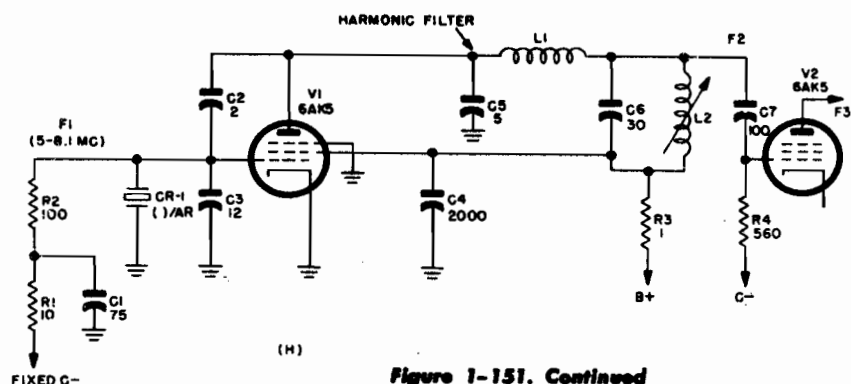 HARMONIC FILTER
L1
F2
V1
6AK5
C2
2
C5
5
C6
30
L2
C7
100
V2
6AK5
F3
F1
(5-8.1 MC)
R2
100
CR-1
( )/AR
C3
12
C4
2000
R3
1
R4
560
R1
10
C1
75
B+
C-
(H)
FIXED C-
Figure 1-151. Continued